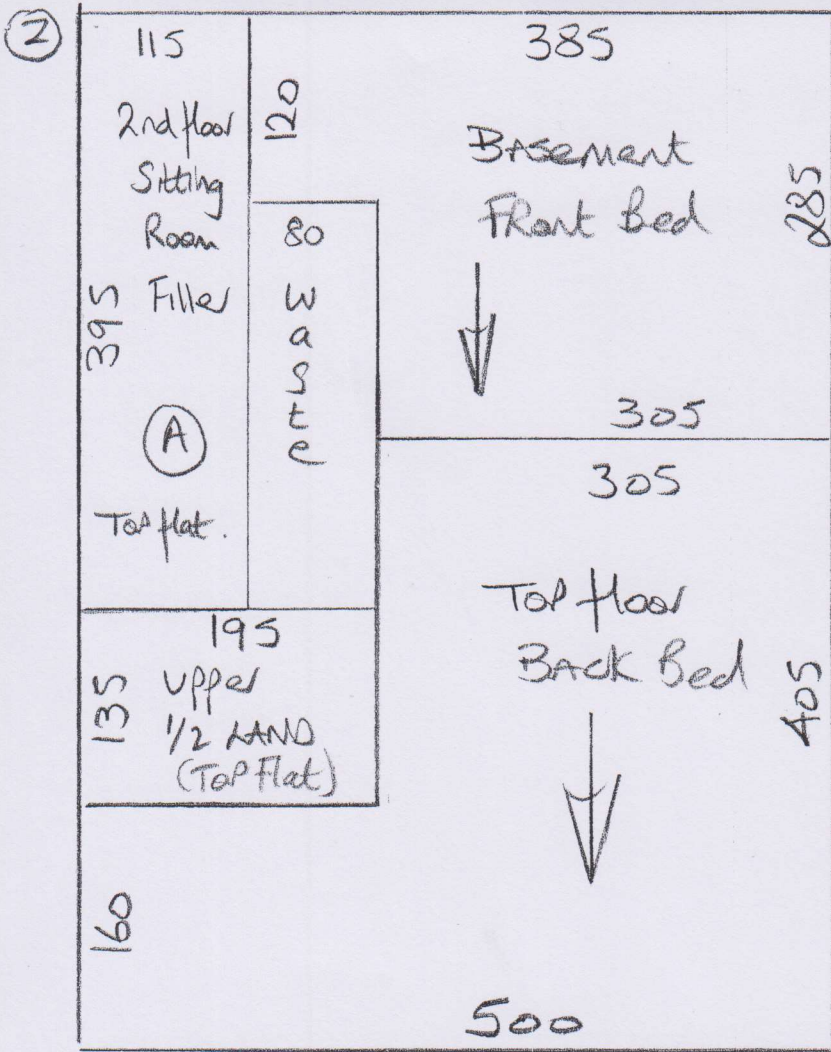 2
115
2nd floor
Sitting
Room
Filler
395
A
Top flat.
120
80
Waste
385
Basement
Front Bed
285
305
305
Top floor
Back Bed
405
195
135
Upper
1/2 LAND
(Top Flat)
160
500